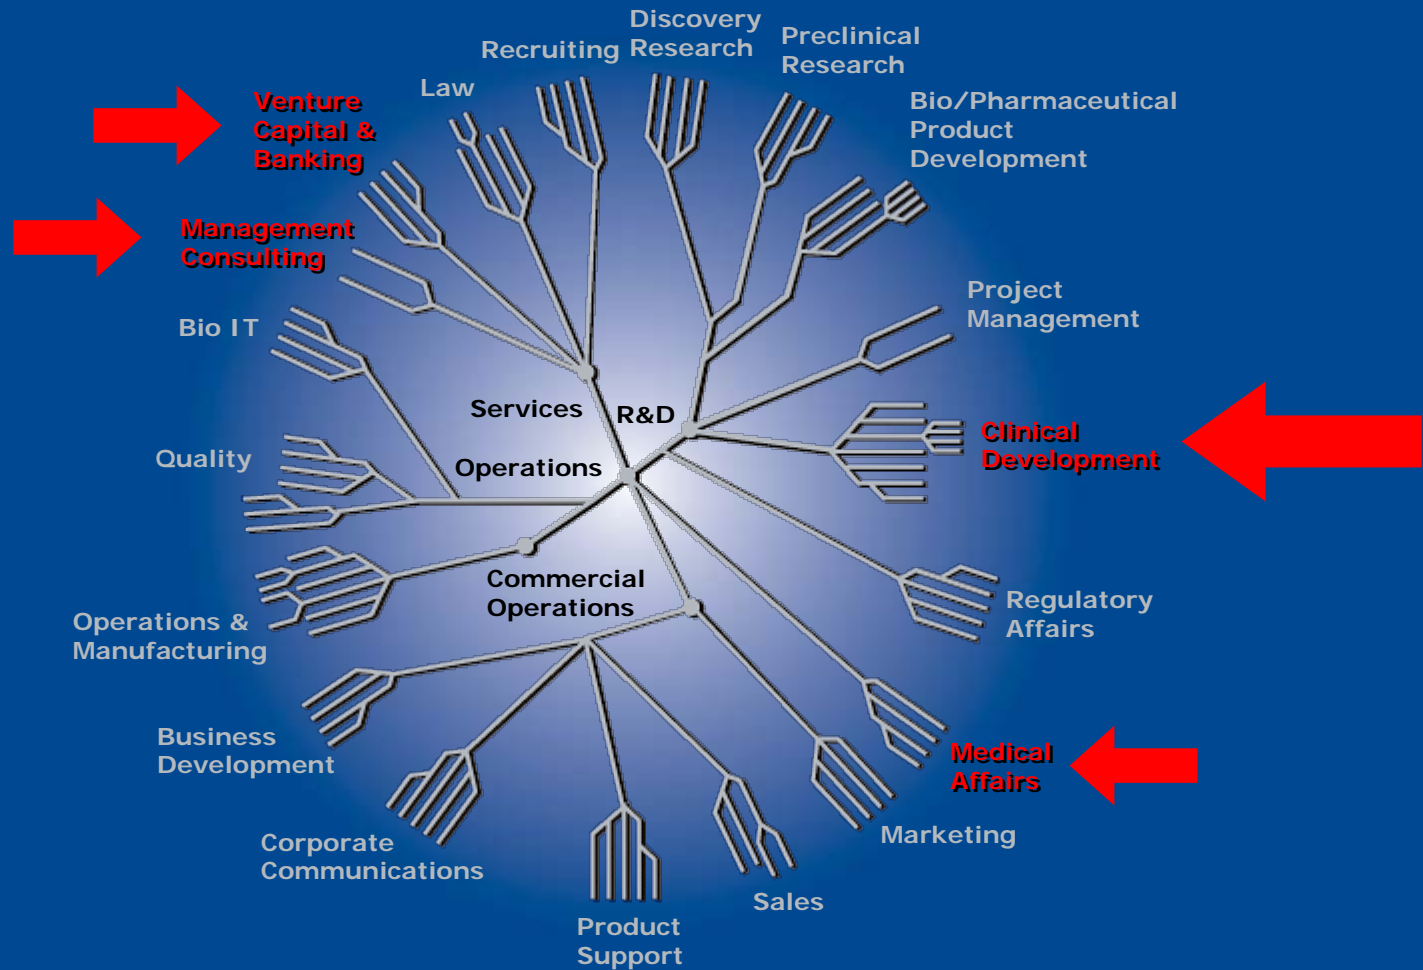 Discovery
Research
Recruiting
Preclinical
Research
Law
Venture
Capital &
Banking
Bio/Pharmaceutical
Product
Development
Management
Consulting
Project
Management
Bio IT
Services
R&D
Clinical
Development
Quality
Operations
Commercial
Operations
Regulatory
Affairs
Operations &
Manufacturing
Business
Development
Medical
Affairs
Marketing
Corporate
Communications
Sales
Product
Support